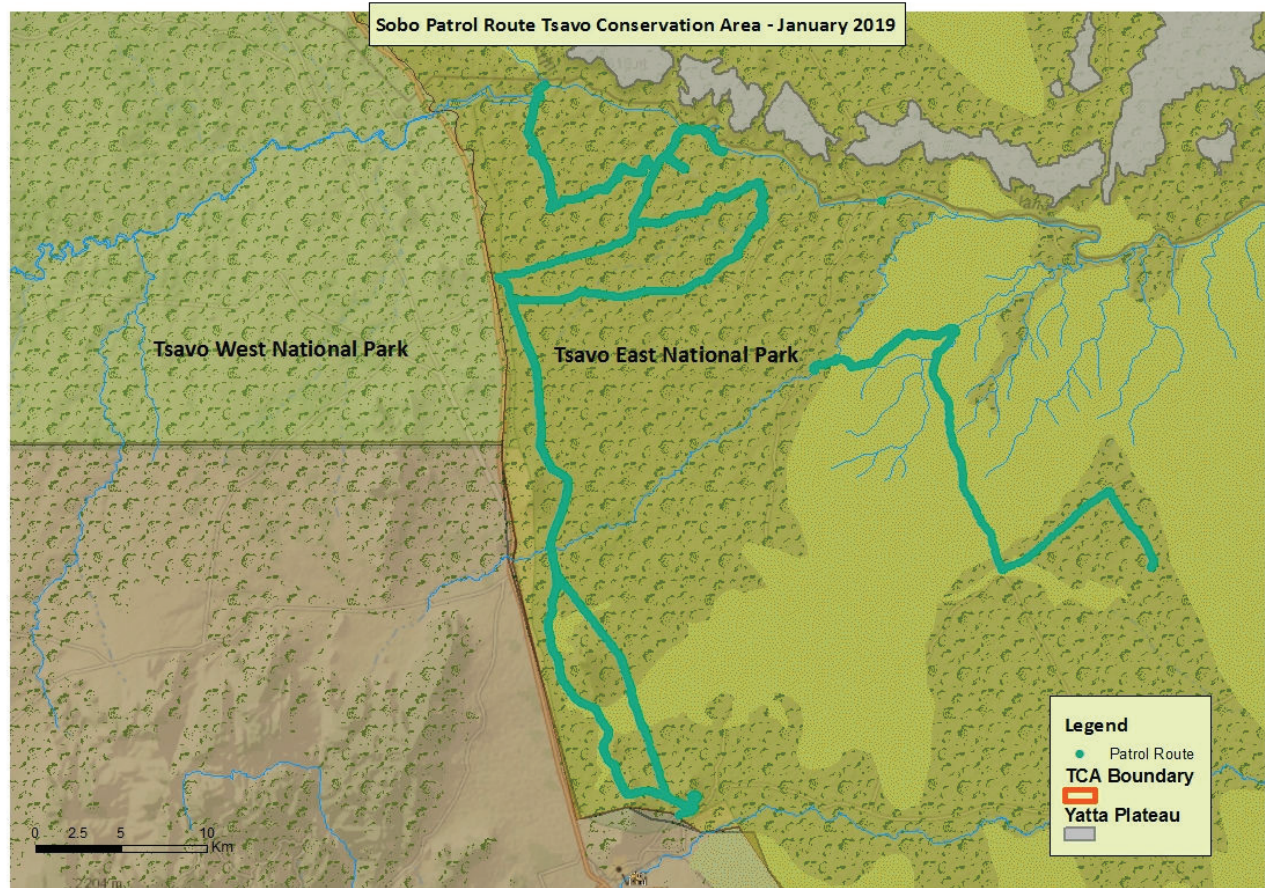 Sobo Patrol Route Tsavo Conservation Area - January 2019
Tsavo West National Park
Tsavo East National Park
Legend
Patrol Route
TCA Boundary
Yatta Plateau
0 2.5 5 10
Km